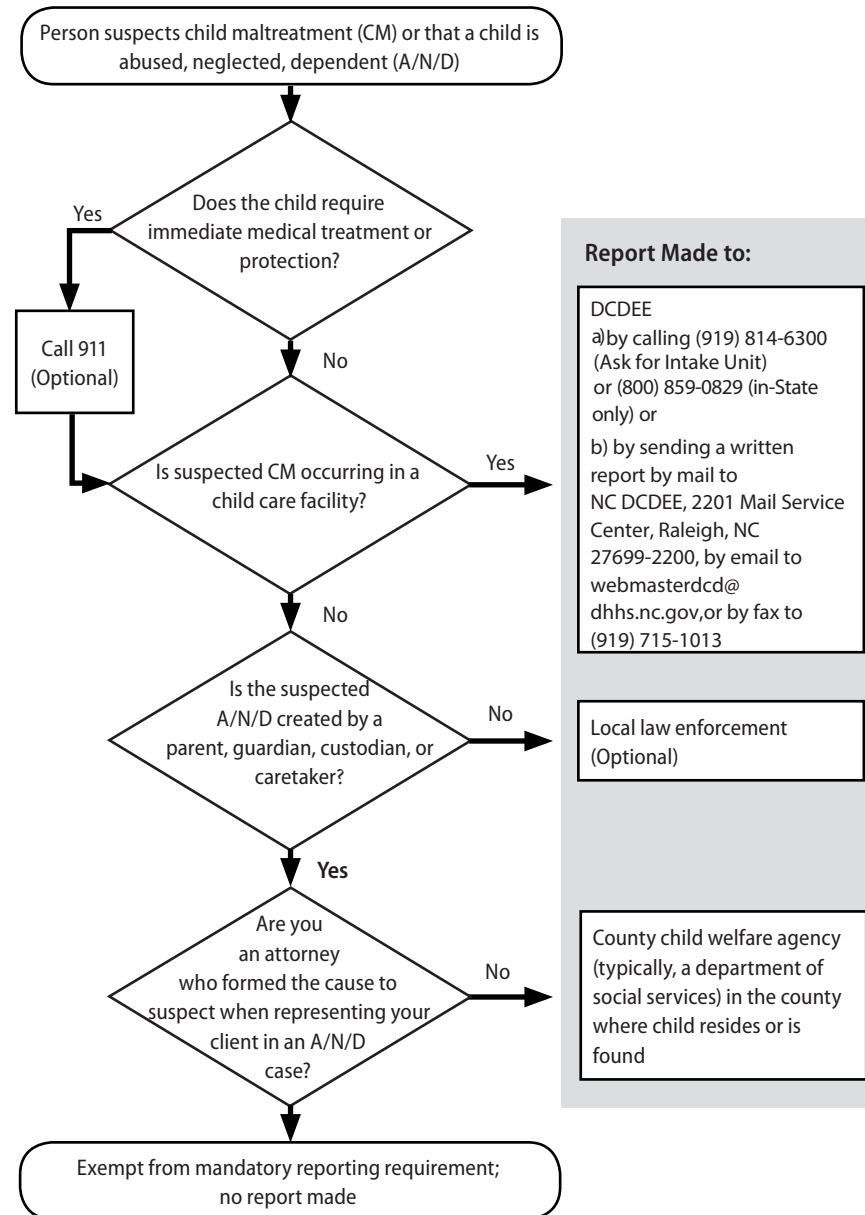 Person suspects child maltreatment (CM) or that a child is
abused, neglected, dependent (A/N/D)
Does the child require
immediate medical treatment or
protection?
Yes
Call 911
(Optional)
No
Is suspected CM occurring in a
child care facility?
Yes
Report Made to:
DCDEE
a)by calling (919) 814-6300
(Ask for Intake Unit)
or (800) 859-0829 (in-State
only) or
b) by sending a written
report by mail to
NC DCDEE, 2201 Mail Service
Center, Raleigh, NC
27699-2200, by email to
webmasterdcd@
dhhs.nc.gov,or by fax to
(919) 715-1013
No
Is the suspected
A/N/D created by a
parent, guardian, custodian, or
caretaker?
No
Local law enforcement
(Optional)
Yes
Are you
an attorney
who formed the cause to
suspect when representing your
client in an A/N/D
case?
No
County child welfare agency
(typically, a department of
social services) in the county
where child resides or is
found
Exempt from mandatory reporting requirement;
no report made